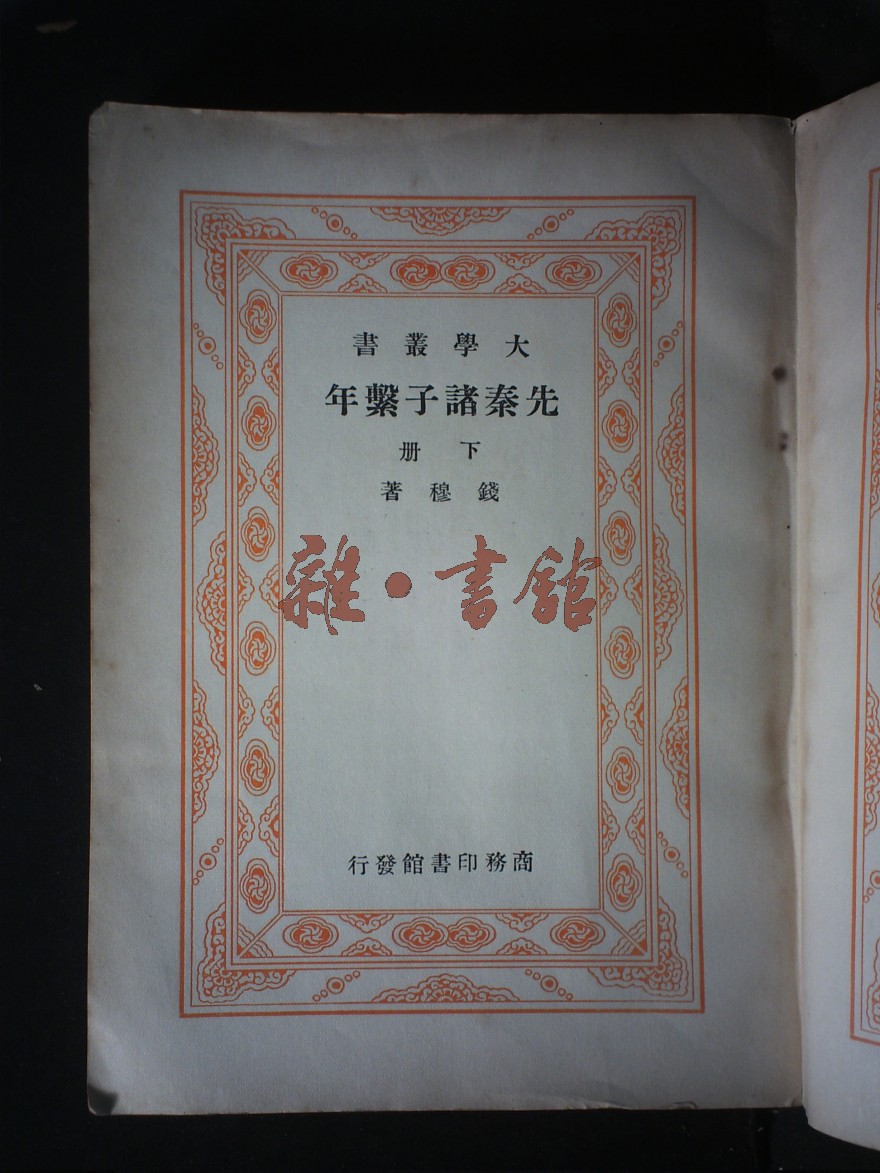 大學叢書
先秦諸子繫年
下册
錢穆著
雜·書館
商務印書館發行